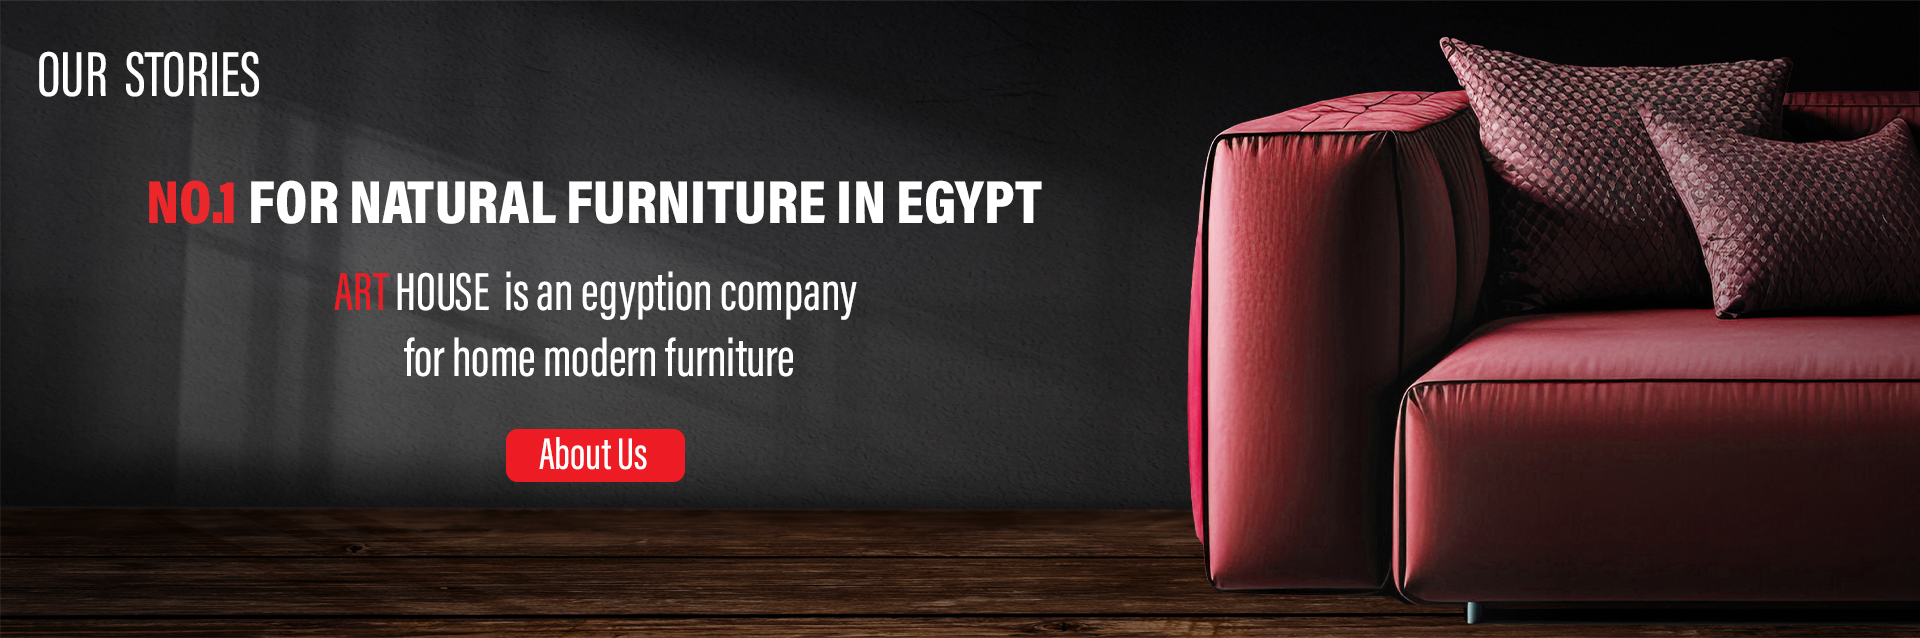 OUR STORIES
NO.1 FOR NATURAL FURNITURE IN EGYPT
ART HOUSE is an egyption company
for home modern furniture
About Us